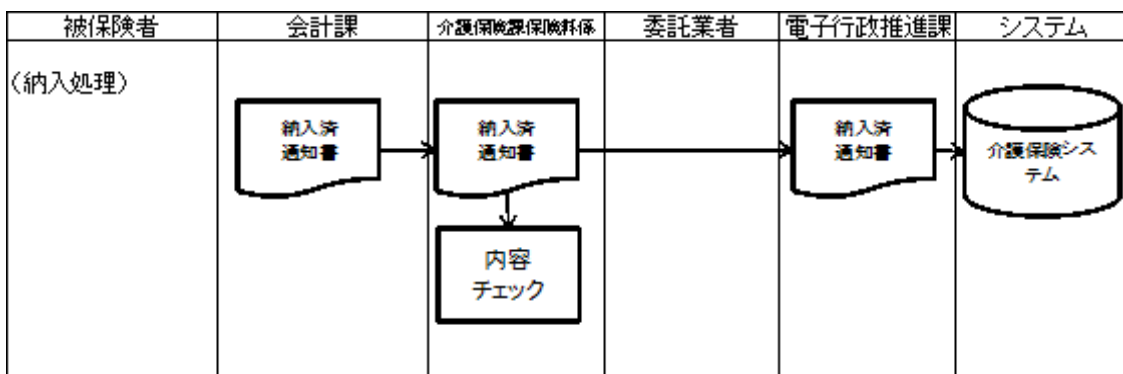 被保険者
会計課
介護保険課保険料係
委託業者
電子行政推進課
システム
(納入処理)
納入済
通知書
納入済
通知書
納入済
通知書
介護保険シス
テム
内容
チェック